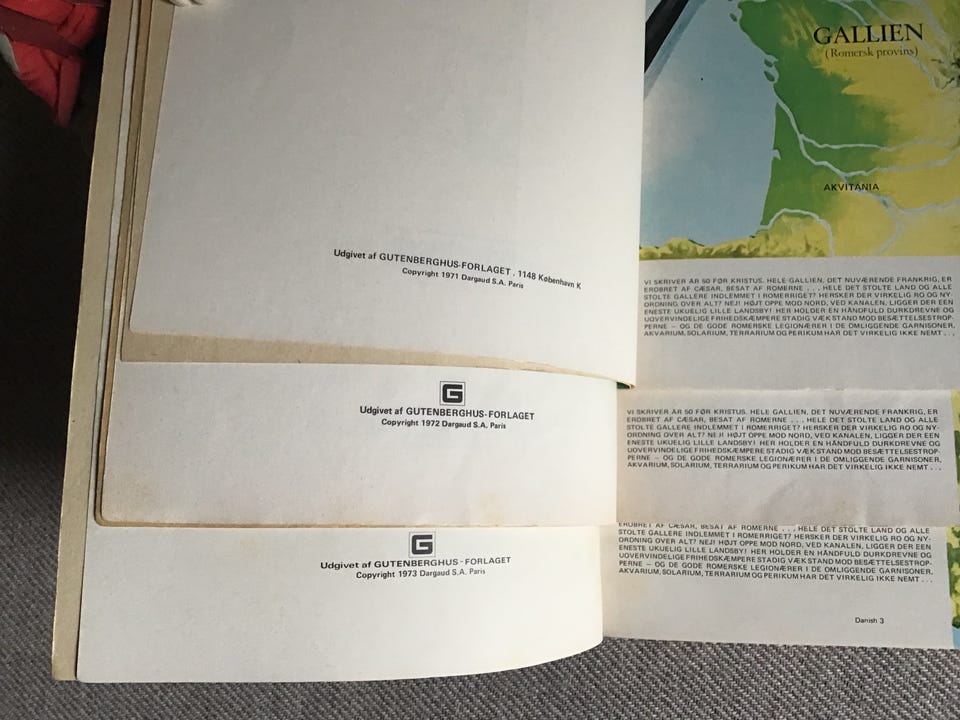 GALLIEN
(Romersk provins)
AKVITANIA
Udgivet af GUTENBERGHUS-FORLAGET . 1148 København K
Copyright 1971 Dargaud S.A. Paris
VI SKRIVER ÅR 50 FØR KRISTUS. HELE GALLIEN, DET NUVÆRENDE FRANKRIG, ER
EROBRET AF CÆSAR, BESAT AF ROMERNE . . . HELE DET STOLTE LAND OG ALLE
STOLTE GALLERE INDLEMMET I ROMERRIGET? HERSKER DER VIRKELIG RO OG NY-
ORDNING OVER ALT? NEJ! HØJT OPPE MOD NORD, VED KANALEN, LIGGER DER EEN
ENESTE UKUELIG LILLE LANDSBY! HER HOLDER EN HÅNDFULD DURKDREVNE OG
UOVERVINDELIGE FRIHEDSKÆMPERE STADIG VÆK STAND MOD BESÆTTELSESTROP-
PERNE – OG DE GODE ROMERSKE LEGIONÆRER I DE OMLIGGENDE GARNISONER,
AKVARIUM, SOLARIUM, TERRARIUM OG PERIKUM HAR DET VIRKELIG IKKE NEMT . . .
G
Udgivet af GUTENBERGHUS-FORLAGET
Copyright 1972 Dargaud S.A. Paris
VI SKRIVER ÅR 50 FØR KRISTUS. HELE GALLIEN, DET NUVÆRENDE FRANKRIG, ER
EROBRET AF CÆSAR, BESAT AF ROMERNE . . . HELE DET STOLTE LAND OG ALLE
STOLTE GALLERE INDLEMMET I ROMERRIGET? HERSKER DER VIRKELIG RO OG NY-
ORDNING OVER ALT? NEJ! HØJT OPPE MOD NORD, VED KANALEN, LIGGER DER EEN
ENESTE UKUELIG LILLE LANDSBY! HER HOLDER EN HÅNDFULD DURKDREVNE OG
UOVERVINDELIGE FRIHEDSKÆMPERE STADIG VÆK STAND MOD BESÆTTELSESTROP-
PERNE – OG DE GODE ROMERSKE LEGIONÆRER I DE OMLIGGENDE GARNISONER,
AKVARIUM, SOLARIUM, TERRARIUM OG PERIKUM HAR DET VIRKELIG IKKE NEMT . . .
G
Udgivet af GUTENBERGHUS-FORLAGET
Copyright 1973 Dargaud S.A. Paris
EROBRET AF CÆSAR, BESAT AF ROMERNE . . . HELE DET STOLTE LAND OG ALLE
STOLTE GALLERE INDLEMMET I ROMERRIGET? HERSKER DER VIRKELIG RO OG NY-
ORDNING OVER ALT? NEJ! HØJT OPPE MOD NORD, VED KANALEN, LIGGER DER EEN
ENESTE UKUELIG LILLE LANDSBY! HER HOLDER EN HÅNDFULD DURKDREVNE OG
UOVERVINDELIGE FRIHEDSKÆMPERE STADIG VÆK STAND MOD BESÆTTELSESTROP-
PERNE – OG DE GODE ROMERSKE LEGIONÆRER I DE OMLIGGENDE GARNISONER,
AKVARIUM, SOLARIUM, TERRARIUM OG PERIKUM HAR DET VIRKELIG IKKE NEMT . . .
Danish 3